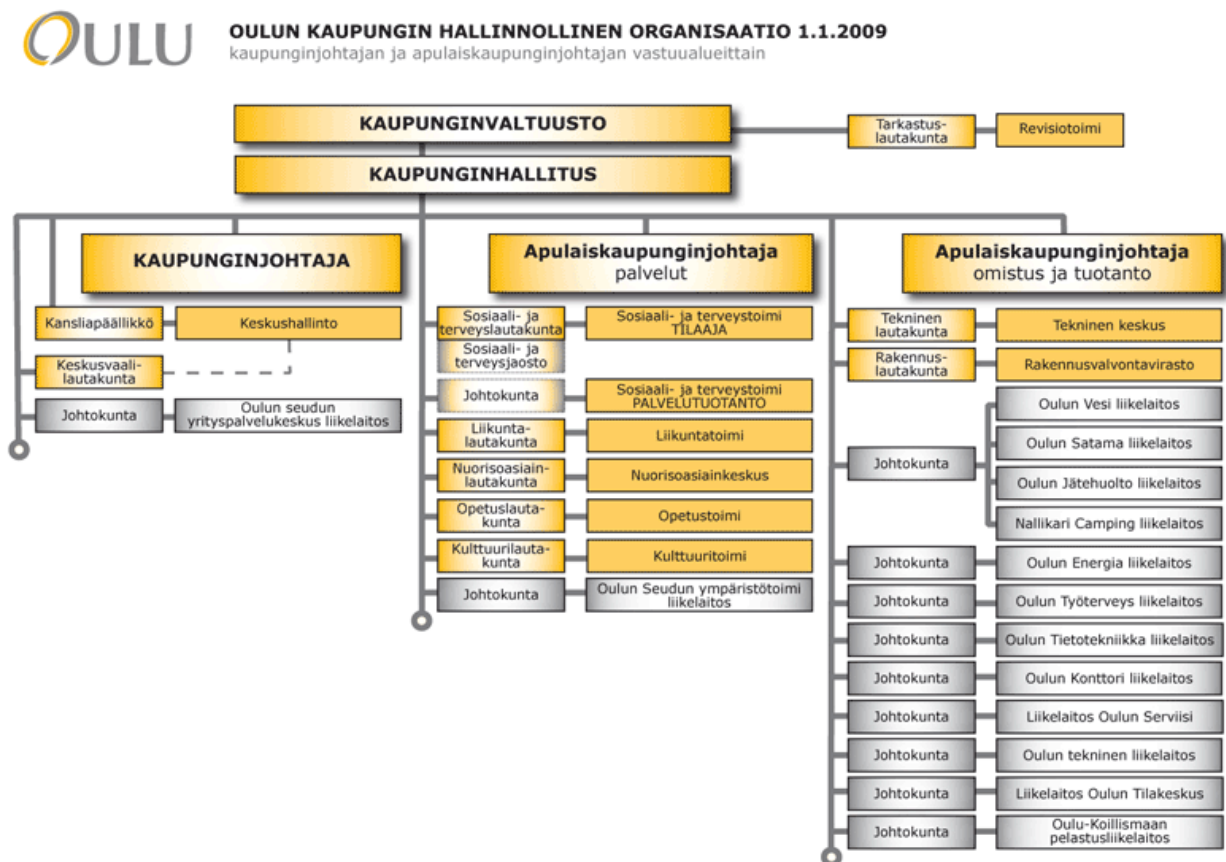 OULU
OULUN KAUPUNGIN HALLINNOLLINEN ORGANISAATIO 1.1.2009
kaupunginjohtajan ja apulaiskaupunginjohtajan vastuualueittain
KAUPUNGINVALTUUSTO
Tarkastus-
lautakunta
Revisiotoimi
KAUPUNGINHALLITUS
KAUPUNGINJOHTAJA
Kansliapäällikkö
Keskushallinto
Keskusvaali-
lautakunta
Johtokunta
Oulun seudun
yrityspalvelukeskus liikelaitos
Apulaiskaupunginjohtaja
palvelut
Sosiaali- ja
terveyslautakunta
Sosiaali- ja terveystoimi
TILAAJA
Sosiaali- ja
terveysjaosto
Johtokunta
Sosiaali- ja terveystoimi
PALVELUTUOTANTO
Liikunta-
lautakunta
Liikuntatoimi
Nuorisoasiain-
lautakunta
Nuorisoasiainkeskus
Opetuslauta-
kunta
Opetustoimi
Kulttuurilauta-
kunta
Kulttuuritoimi
Johtokunta
Oulun Seudun ympäristötoimi
liikelaitos
Apulaiskaupunginjohtaja
omistus ja tuotanto
Tekninen
lautakunta
Tekninen keskus
Rakennus-
lautakunta
Rakennusvalvontavirasto
Johtokunta
Oulun Vesi liikelaitos
Oulun Satama liikelaitos
Oulun Jätehuolto liikelaitos
Nallikari Camping liikelaitos
Johtokunta
Oulun Energia liikelaitos
Johtokunta
Oulun Työterveys liikelaitos
Johtokunta
Oulun Tietotekniikka liikelaitos
Johtokunta
Oulun Konttori liikelaitos
Johtokunta
Liikelaitos Oulun Serviisi
Johtokunta
Oulun tekninen liikelaitos
Johtokunta
Liikelaitos Oulun Tilakeskus
Johtokunta
Oulu-Koillismaan
pelastusliikelaitos